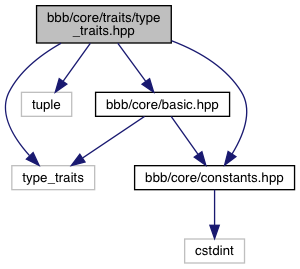 bbb/core/traits/type
_traits.hpp
tuple
bbb/core/basic.hpp
type_traits
bbb/core/constants.hpp
cstdint